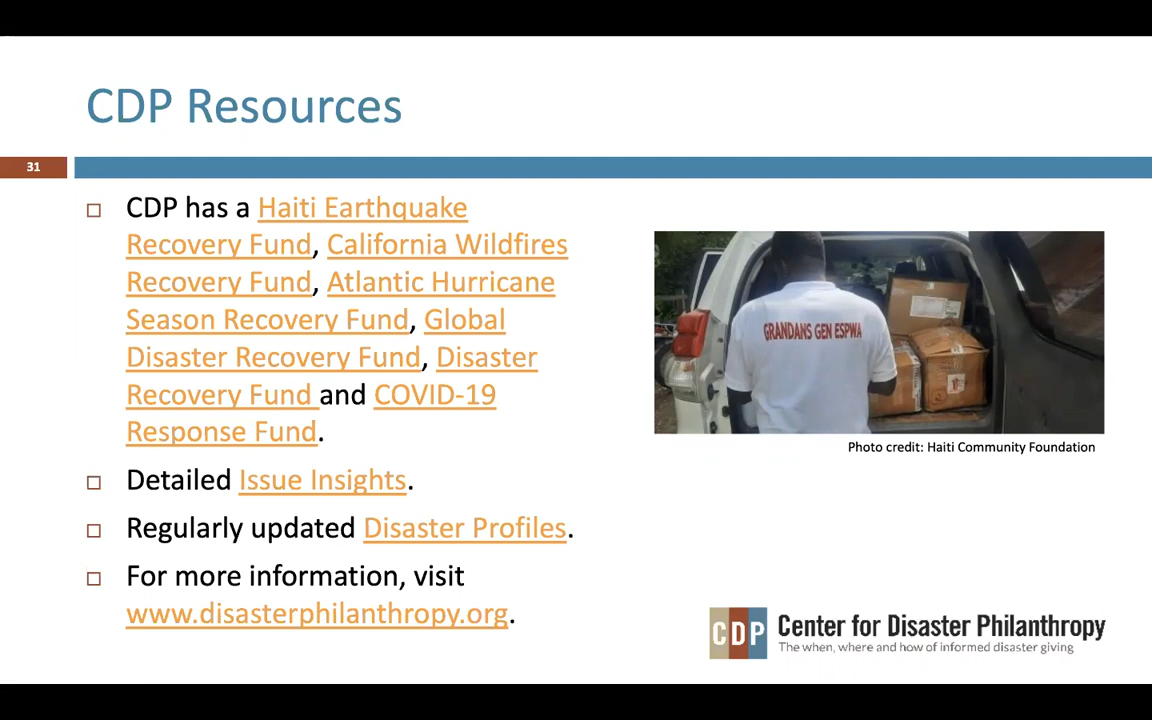 CDP Resources
31
CDP has a Haiti Earthquake
Recovery Fund, California Wildfires
Recovery Fund, Atlantic Hurricane
Season Recovery Fund, Global
Disaster Recovery Fund, Disaster
Recovery Fund and COVID-19
Response Fund.
Detailed Issue Insights.
Regularly updated Disaster Profiles.
For more information, visit
www.disasterphilanthropy.org.
GRANDANS GEN ESPWA
Photo credit: Haiti Community Foundation
CDP
Center for Disaster Philanthropy
The when, where and how of informed disaster giving